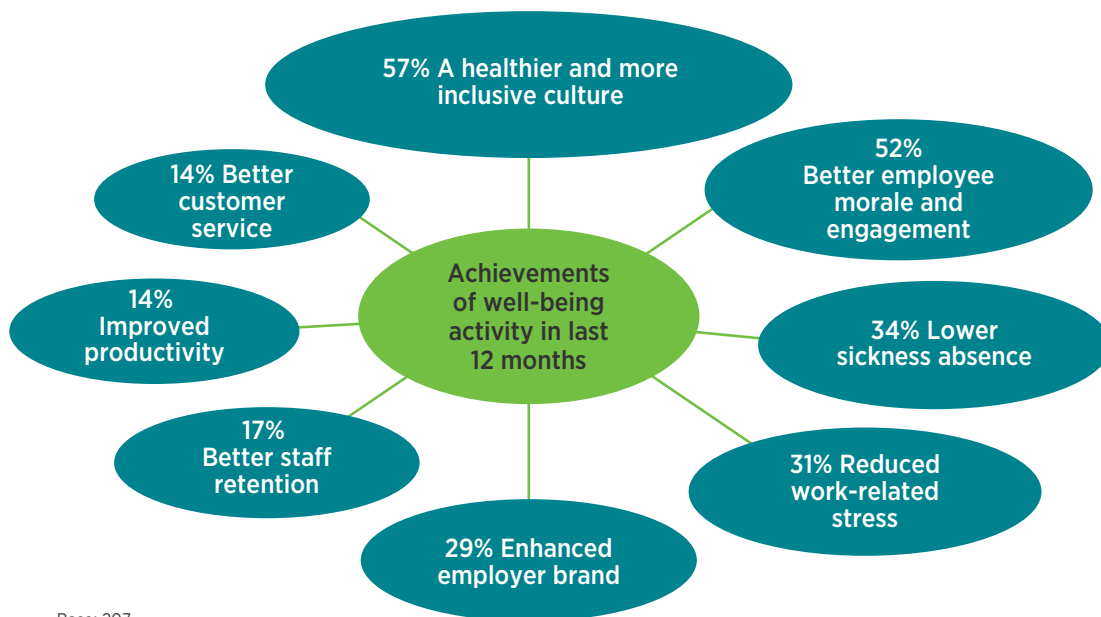 57% A healthier and more
inclusive culture
52%
Better employee
morale and
engagement
34% Lower
sickness absence
31% Reduced
work-related
stress
29% Enhanced
employer brand
17%
Better staff
retention
14%
Improved
productivity
14% Better
customer
service
Achievements
of well-being
activity in last
12 months